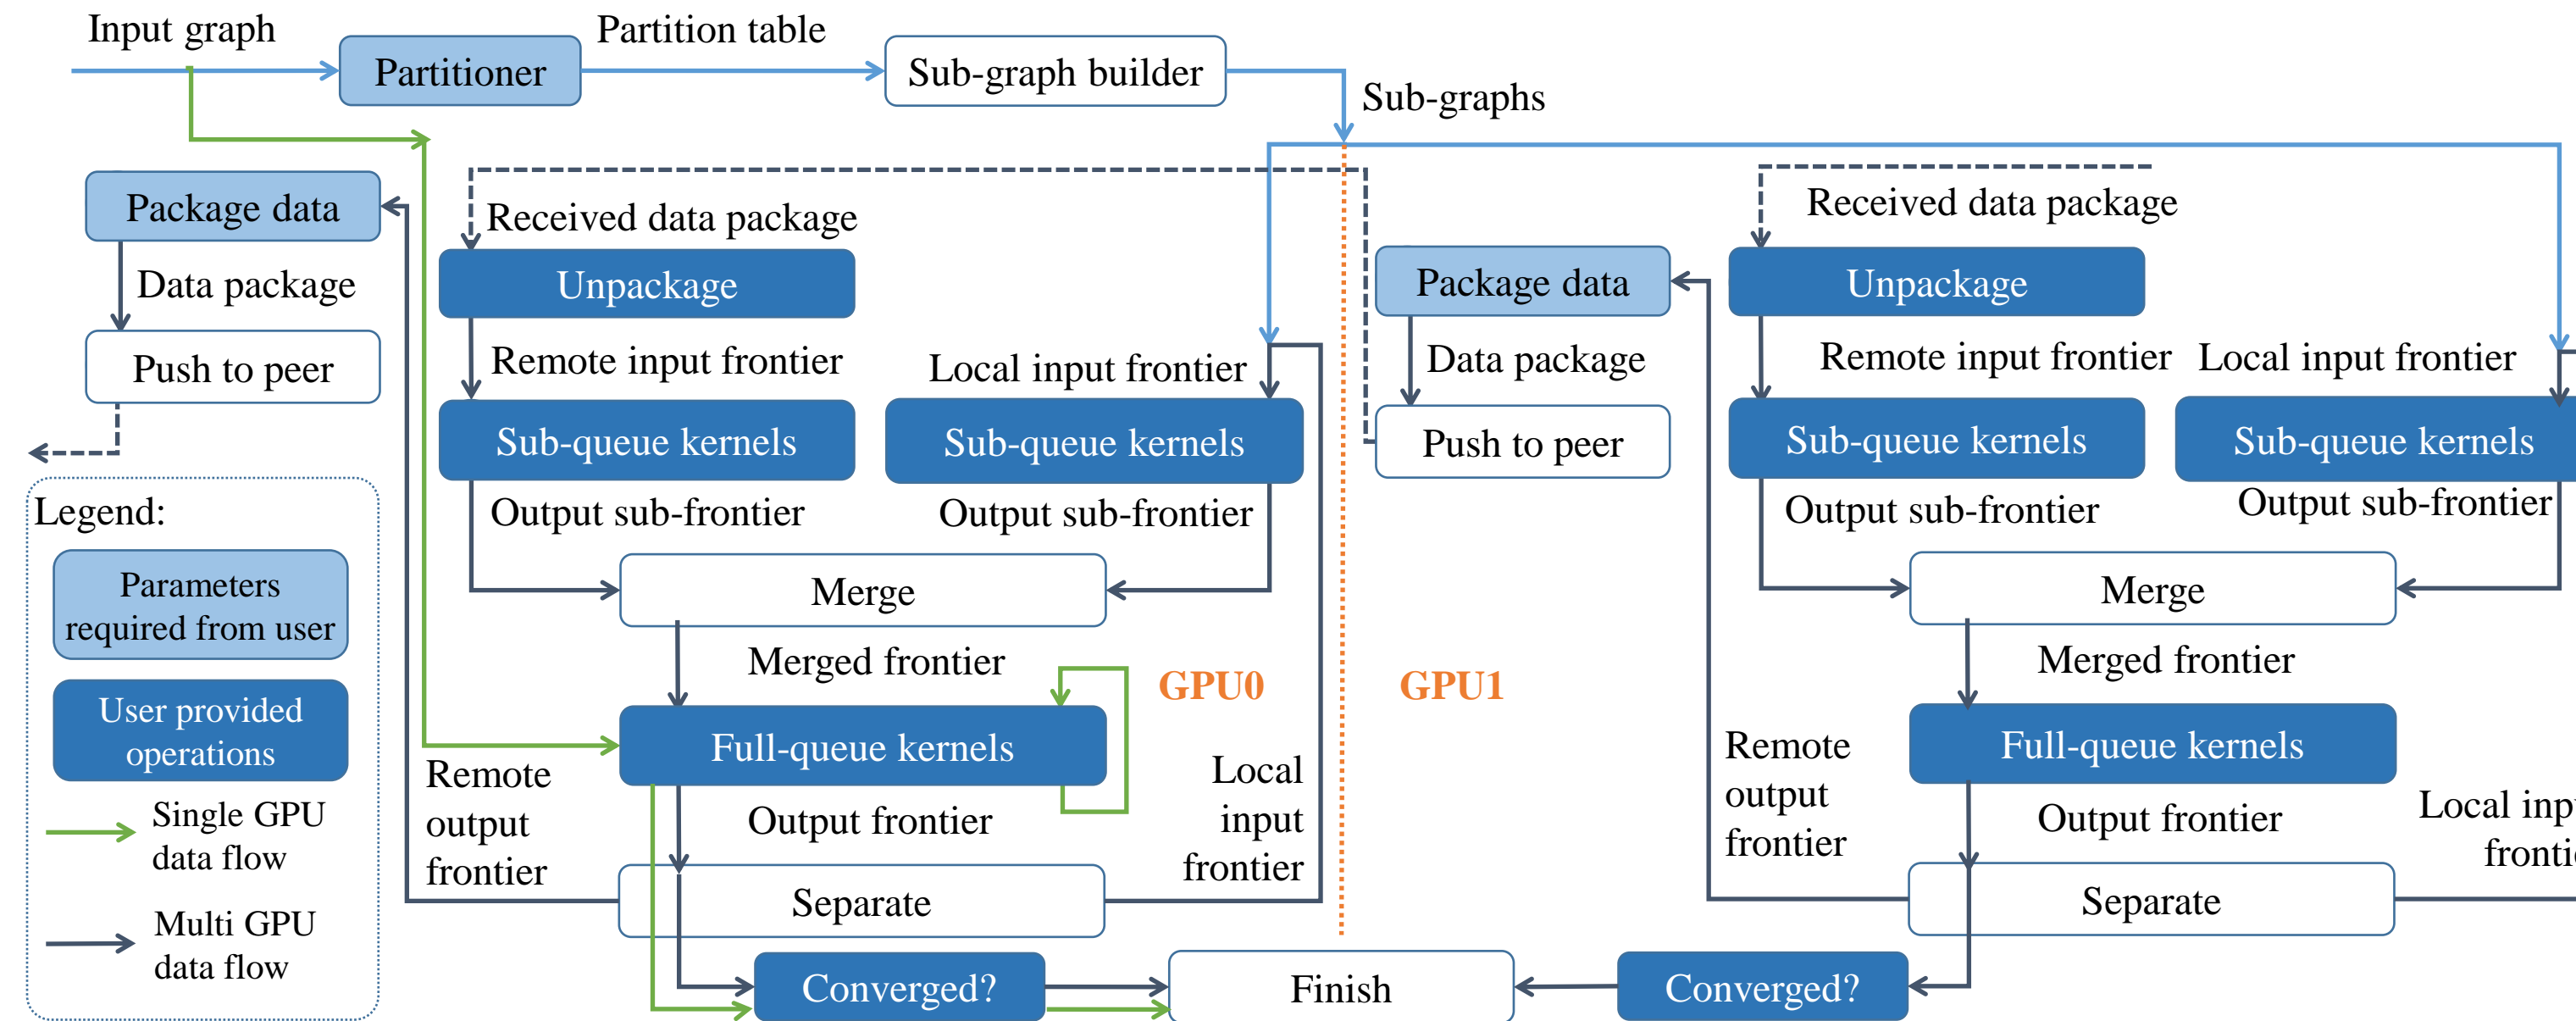 Input graph
Partitioner
Partition table
Sub-graph builder
Sub-graphs
Package data
Data package
Push to peer
Received data package
Unpackage
Remote input frontier
Local input frontier
Sub-queue kernels
Sub-queue kernels
Output sub-frontier
Output sub-frontier
Merge
Merged frontier
GPU0
Full-queue kernels
Remote
output
frontier
Output frontier
Local
input
frontier
Separate
Converged?
Finish
Legend:
Parameters
required from user
User provided
operations
Single GPU
data flow
Multi GPU
data flow
GPU1
Package data
Data package
Push to peer
Received data package
Unpackage
Remote input frontier
Local input frontier
Sub-queue kernels
Sub-queue kernels
Output sub-frontier
Output sub-frontier
Merge
Merged frontier
Full-queue kernels
Remote
output
frontier
Output frontier
Local
Separate
Converged?